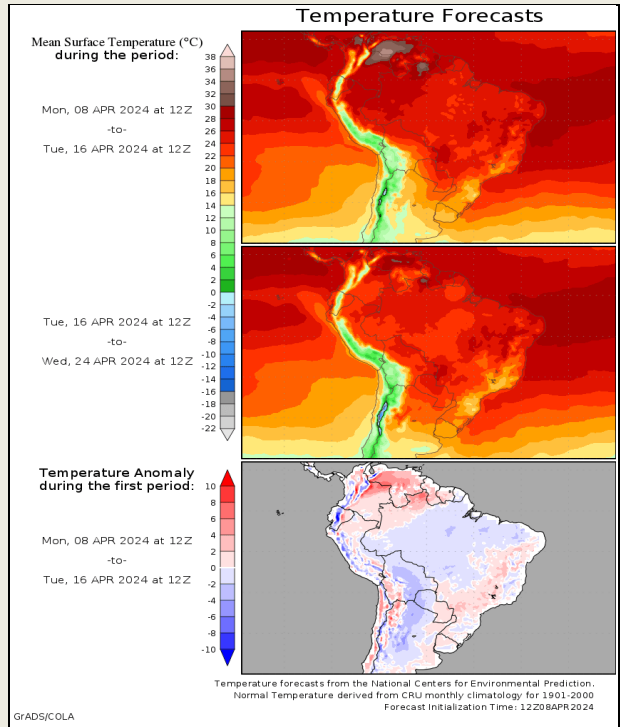 Temperature Forecasts
Mean Surface Temperature (°C)
during the period:
38
36
34
32
30
28
26
24
22
20
18
16
14
12
10
8
6
4
2
0
-2
-4
-6
-8
-10
-12
-14
-16
-18
-20
-22
Mon, 08 APR 2024 at 12Z
-to-
Tue, 16 APR 2024 at 12Z
Tue, 16 APR 2024 at 12Z
-to-
Wed, 24 APR 2024 at 12Z
Temperature Anomaly
during the first period:
10
8
6
4
2
0
-2
-4
-6
-8
-10
Mon, 08 APR 2024 at 12Z
-to-
Tue, 16 APR 2024 at 12Z
Temperature forecasts from the National Centers for Environmental Prediction.
Normal Temperature derived from CRU monthly climatology for 1901-2000
Forecast Initialization Time: 12Z08APR2024
GrADS/COLA